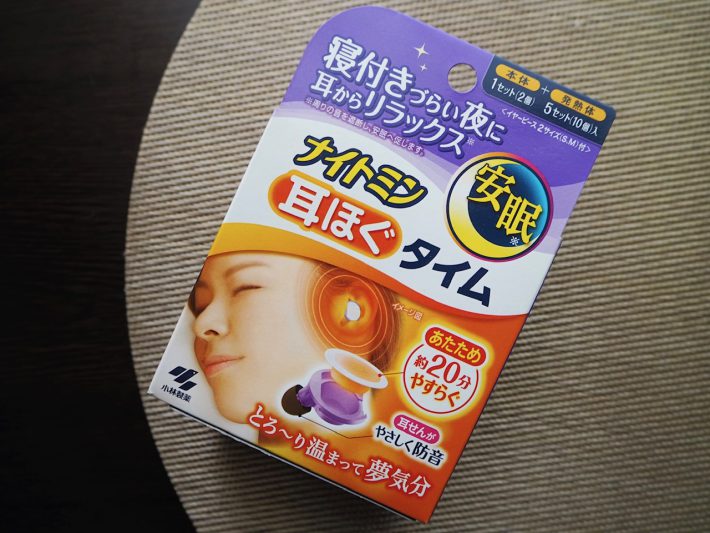 寝付きづらい夜に
耳からリラックス※
※周りの音を遮断し、安眠へ促します。
本体 + 発熱体
1セット(2個) 5セット(10個)入
<イヤーピース2サイズ(S,M)付>
ナイトミン
耳ほぐ
タイム
安眠※
イメージ図
あたため
約20分
やすらぐ
耳せんが
やさしく防音
小林製薬
とろ〜り温まって夢気分